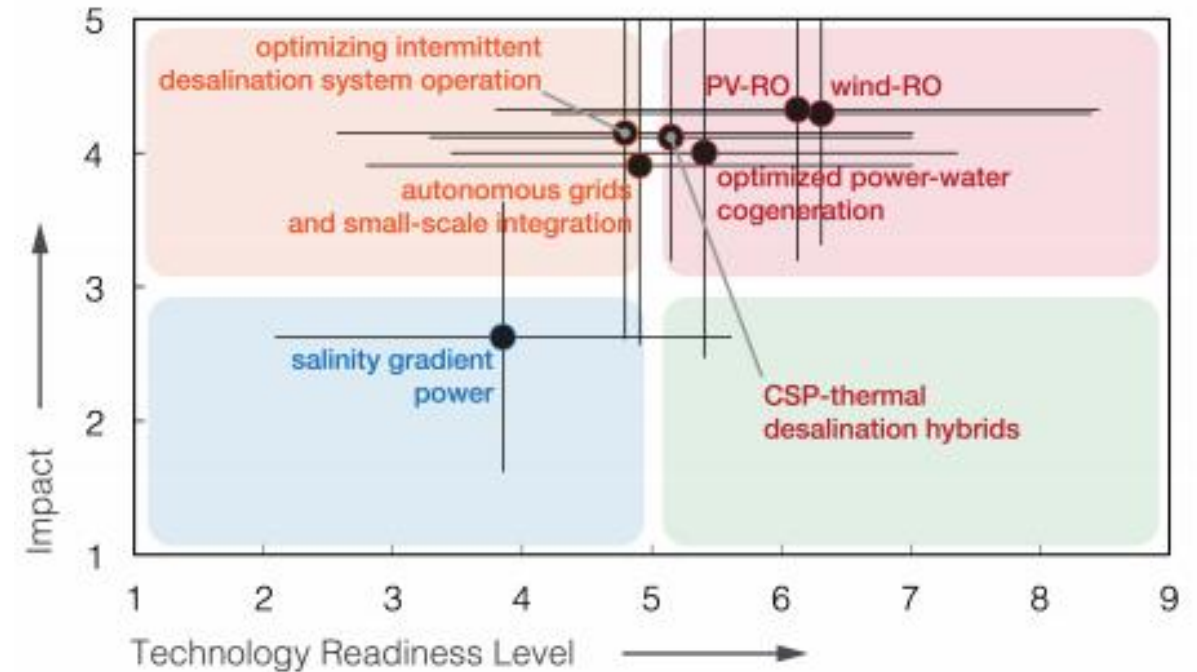 5
optimizing intermittent
desalination system operation
PV-RO
wind-RO
4
autonomous grids
and small-scale integration
optimized power-water
cogeneration
3
salinity gradient
power
CSP-thermal
desalination hybrids
2
1
Impact
1 2 3 4 5 6 7 8 9
Technology Readiness Level